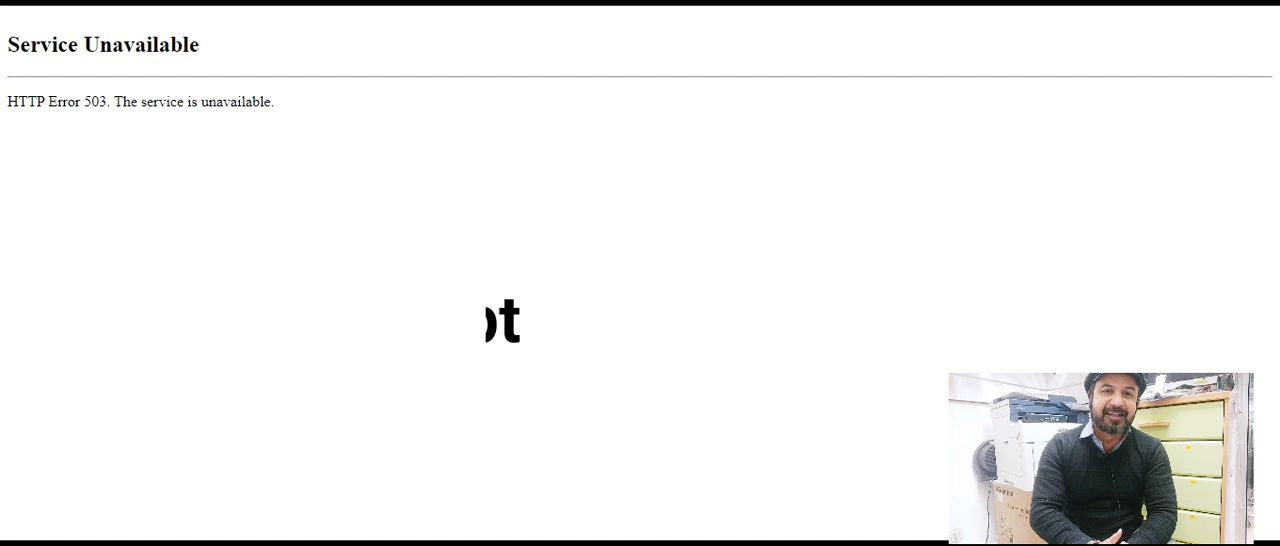 Service Unavailable
HTTP Error 503. The service is unavailable.
t